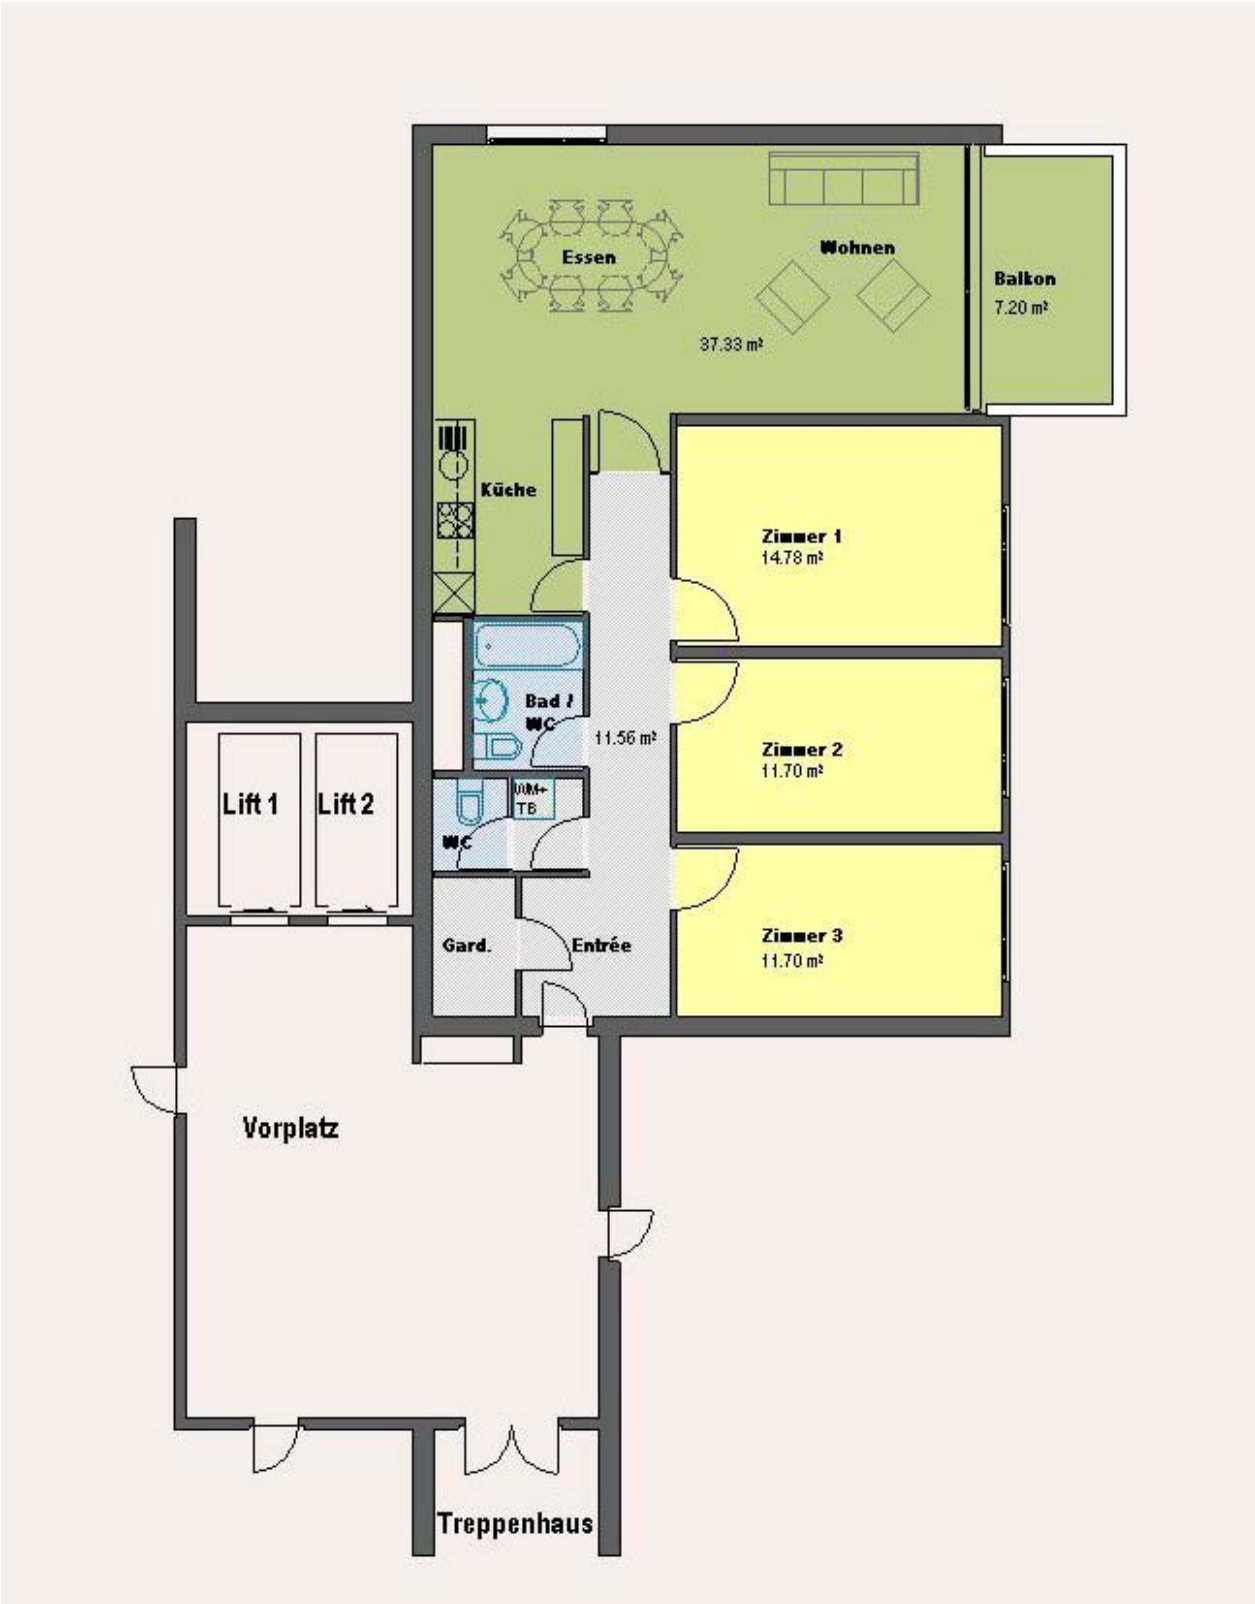 Essen
Wohnen
Balkon
7.20 m²
37.33 m²
Küche
Zimmer 1
14.78 m²
Bad /
WC
11.56 m²
Zimmer 2
11.70 m²
Lift 1
Lift 2
WM+
TB
WC
Gard.
Entrée
Zimmer 3
11.70 m²
Vorplatz
Treppenhaus